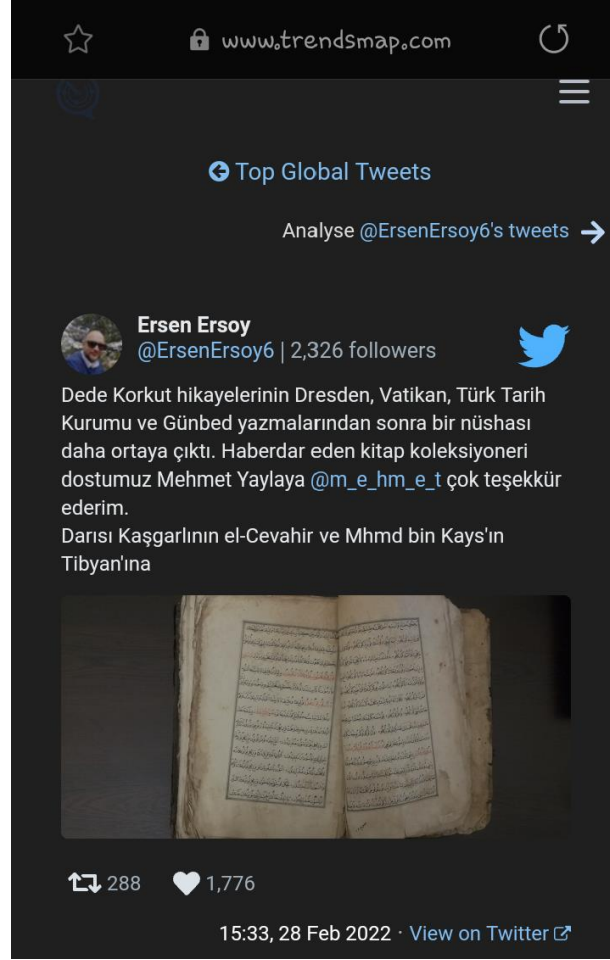 www.trendsmap.com
Top Global Tweets
Analyse @ErsenErsoy6's tweets
Ersen Ersoy
@ErsenErsoy6 | 2,326 followers
Dede Korkut hikayelerinin Dresden, Vatikan, Türk Tarih
Kurumu ve Günbed yazmalarından sonra bir nüshası
daha ortaya çıktı. Haberdar eden kitap koleksiyoneri
dostumuz Mehmet Yaylaya @m_e_hm_e_t çok teşekkür
ederim.
Darısı Kaşgarlının el-Cevahir ve Mhmd bin Kays'ın
Tibyan'ına
288 1,776
15:33, 28 Feb 2022 · View on Twitter